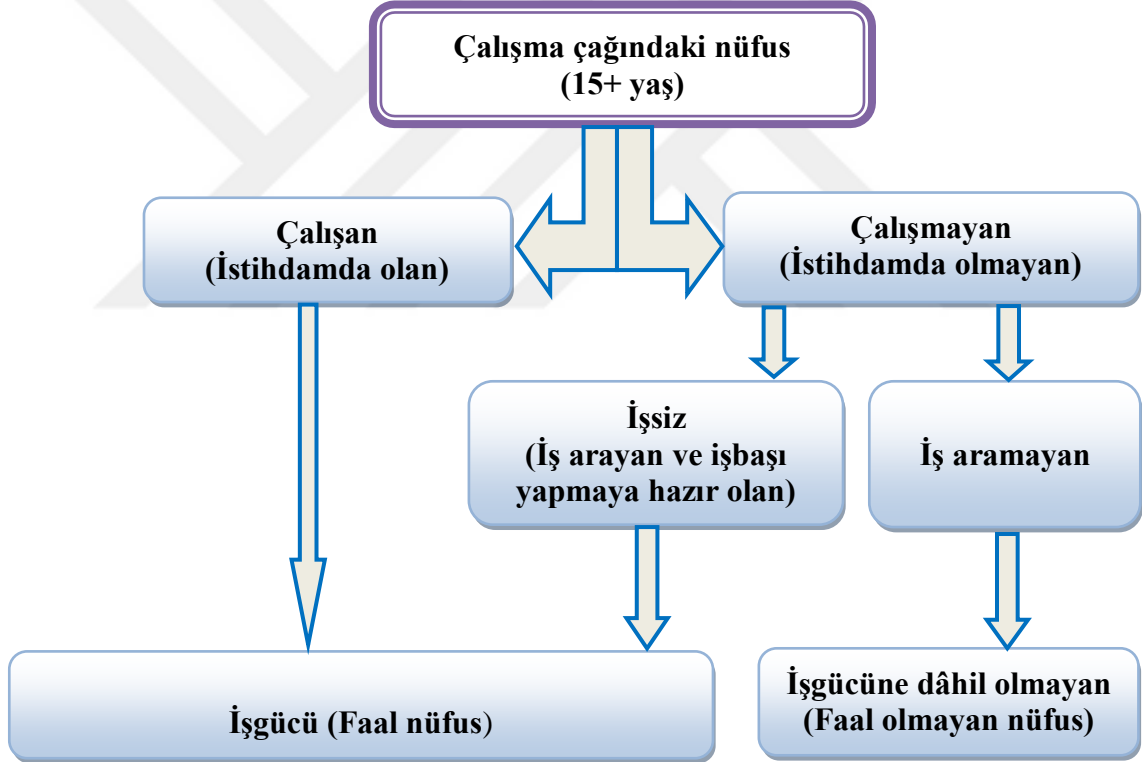 Çalışma çağındaki nüfus
(15+ yaş)
Çalışan
(İstihdamda olan)
Çalışmayan
(İstihdamda olmayan)
İşsiz
(İş arayan ve işbaşı
yapmaya hazır olan)
İş aramayan
İşgücü (Faal nüfus)
İşgücüne dâhil olmayan
(Faal olmayan nüfus)